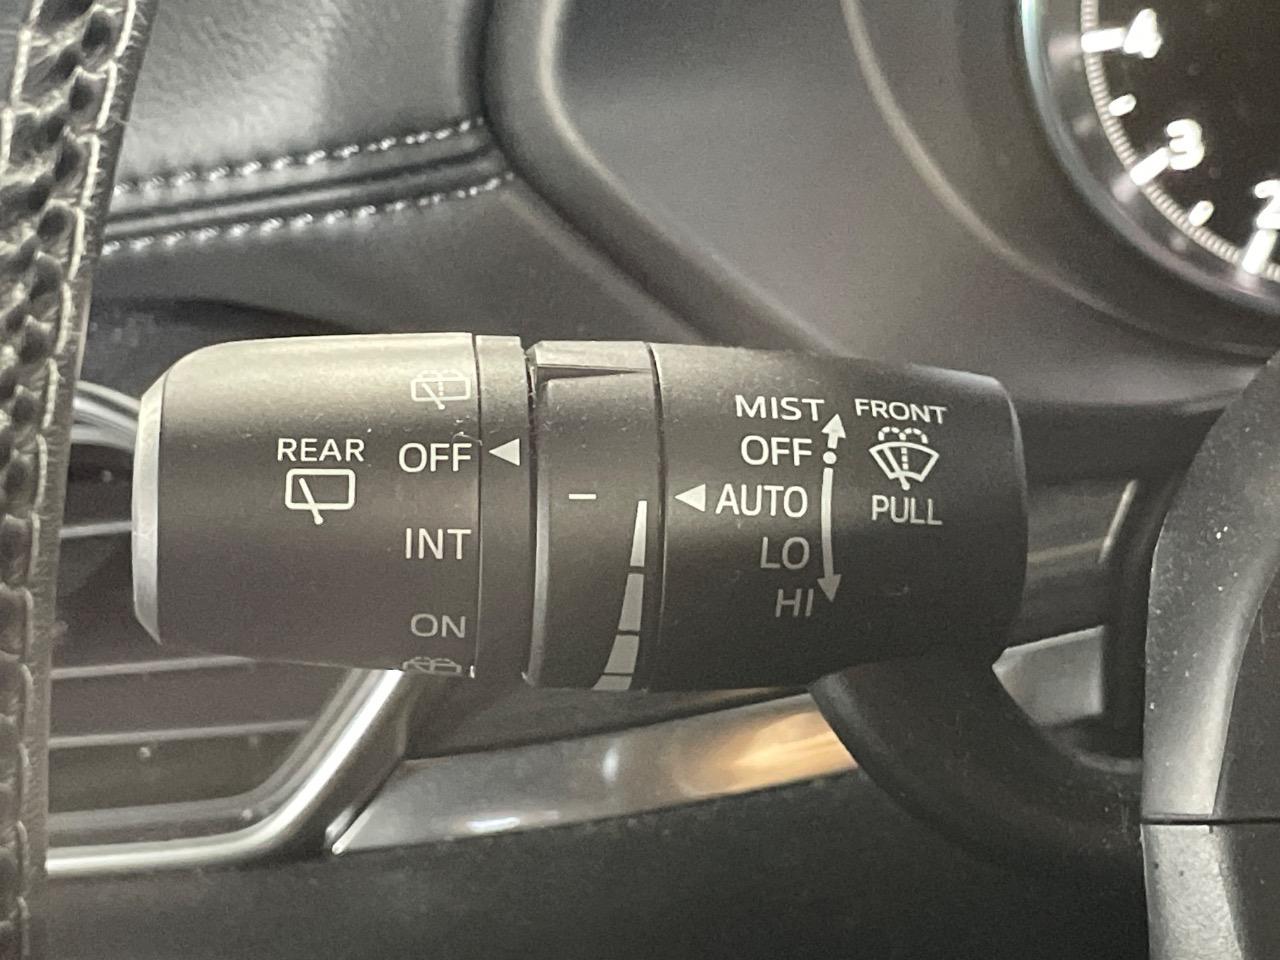 4
3
2
REAR
OFF
INT
ON
MIST
OFF
AUTO
LO
HI
FRONT
PULL